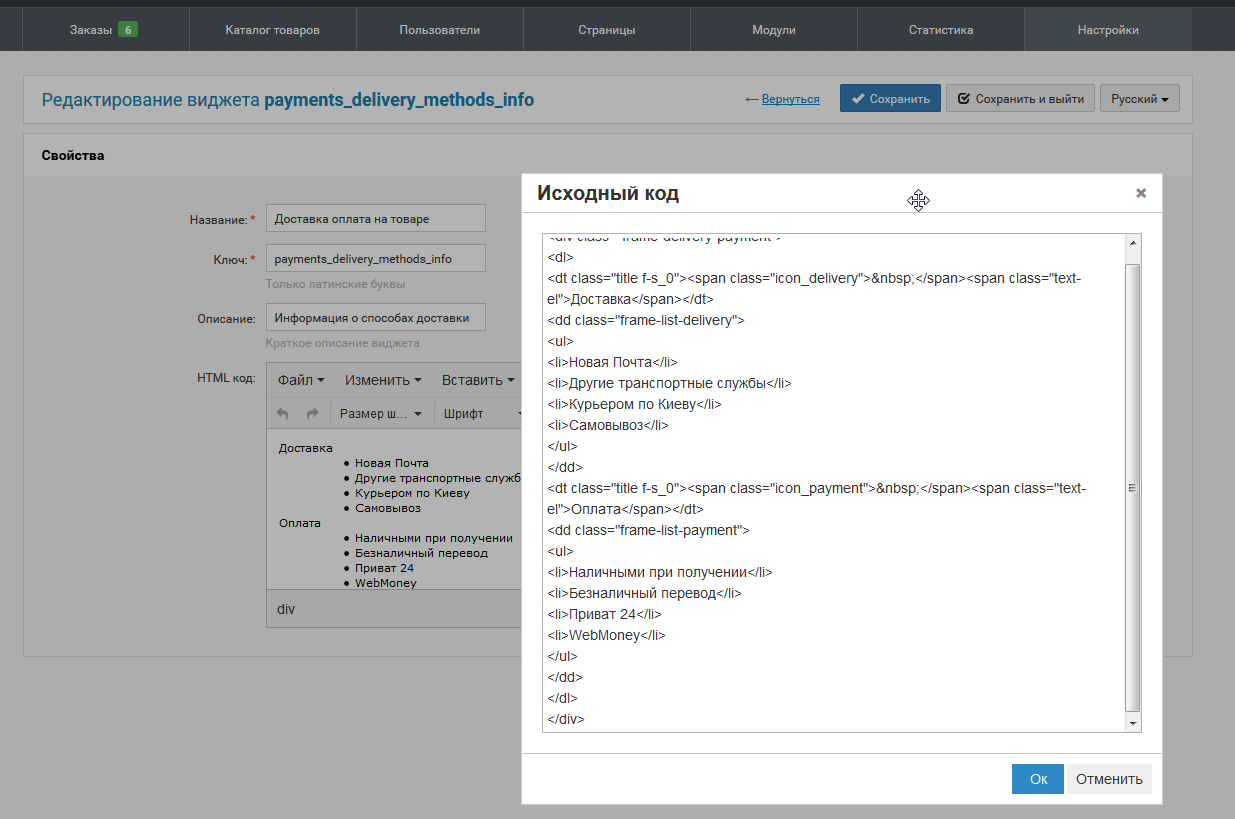 Заказы 6 Каталог товаров Пользователи Страницы Модули Статистика Настройки
Редактирование виджета payments_delivery_methods_info
← Вернуться
Сохранить
Сохранить и выйти
Русский
Свойства
Название: *
Доставка оплата на товаре
Ключ: *
payments_delivery_methods_info
Только латинские буквы
Описание:
Информация о способах доставки
Краткое описание виджета
HTML код:
Файл Изменить Вставить
Размер ш... Шрифт
Доставка
• Новая Почта
• Другие транспортные служб
• Курьером по Киеву
• Самовывоз
Оплата
• Наличными при получении
• Безналичный перевод
• Приват 24
• WebMoney
div
Исходный код
×
<div class="frame-delivery-payment">
<dl>
<dt class="title f-s_0"><span class="icon_delivery">&nbsp;</span><span class="text-
el">Доставка</span></dt>
<dd class="frame-list-delivery">
<ul>
<li>Новая Почта</li>
<li>Другие транспортные службы</li>
<li>Курьером по Киеву</li>
<li>Самовывоз</li>
</ul>
</dd>
<dt class="title f-s_0"><span class="icon_payment">&nbsp;</span><span class="text-
el">Оплата</span></dt>
<dd class="frame-list-payment">
<ul>
<li>Наличными при получении</li>
<li>Безналичный перевод</li>
<li>Приват 24</li>
<li>WebMoney</li>
</ul>
</dd>
</dl>
</div>
Ок
Отменить